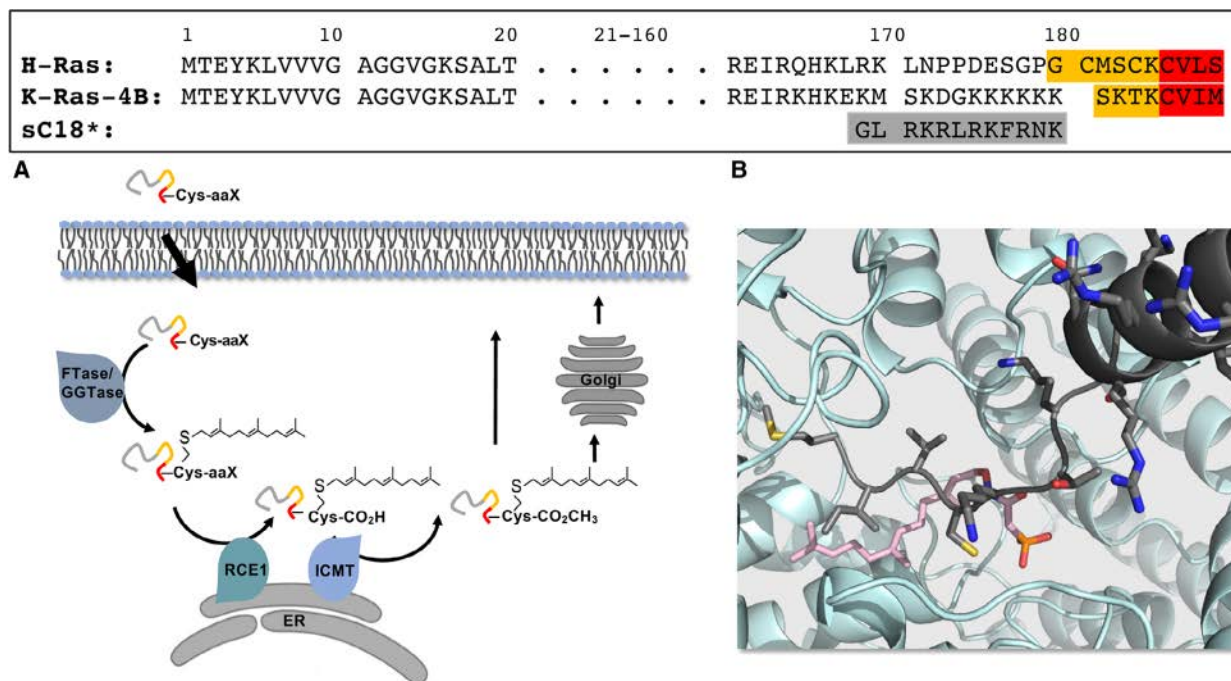 1 10 20 21–160 170 180
H–Ras: MTEYKLVVVG AGGVGKSALT . . . . . . REIRQHKLRK LNPPDESGPG CMSCKCVLS
K–Ras–4B: MTEYKLVVVG AGGVGKSALT . . . . . . REIRKHKEKM SKDGKKKKKK SKTKCVIM
sC18*: GL RKRLRKFRNK
A
B
Cys-aaX
Cys-aaX
FTase/
GGTase
Golgi
S
Cys-aaX
S
Cys-CO₂H
S
Cys-CO₂CH₃
RCE1
ICMT
ER